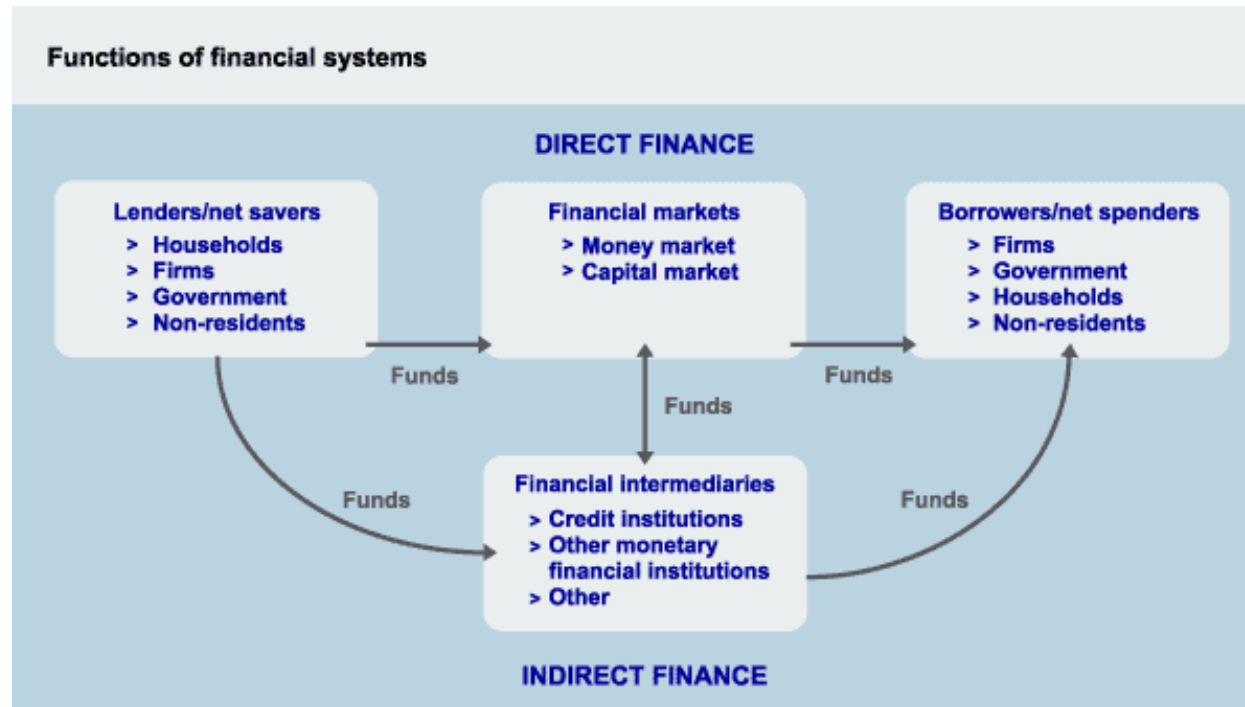 Functions of financial systems
DIRECT FINANCE
Lenders/net savers
> Households
> Firms
> Government
> Non-residents
Funds
Financial markets
> Money market
> Capital market
Funds
Borrowers/net spenders
> Firms
> Government
> Households
> Non-residents
Funds
Funds
Financial intermediaries
> Credit institutions
> Other monetary
financial institutions
> Other
Funds
INDIRECT FINANCE